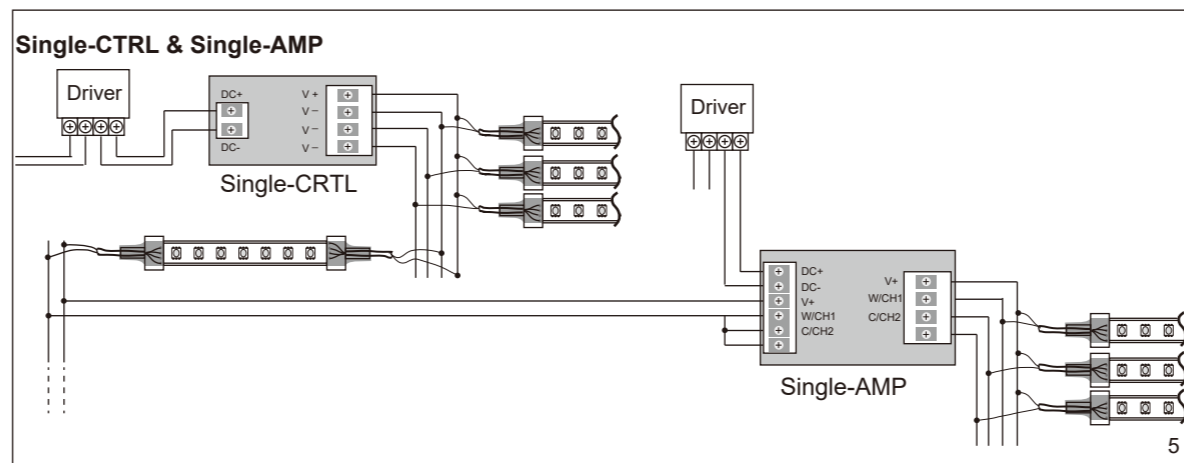 Single-CTRL & Single-AMP
Driver
DC+
DC-
V +
V –
V –
V –
Single-CRTL
Driver
DC+
DC-
V+
W/CH1
C/CH2
V+
W/CH1
C/CH2
Single-AMP
5